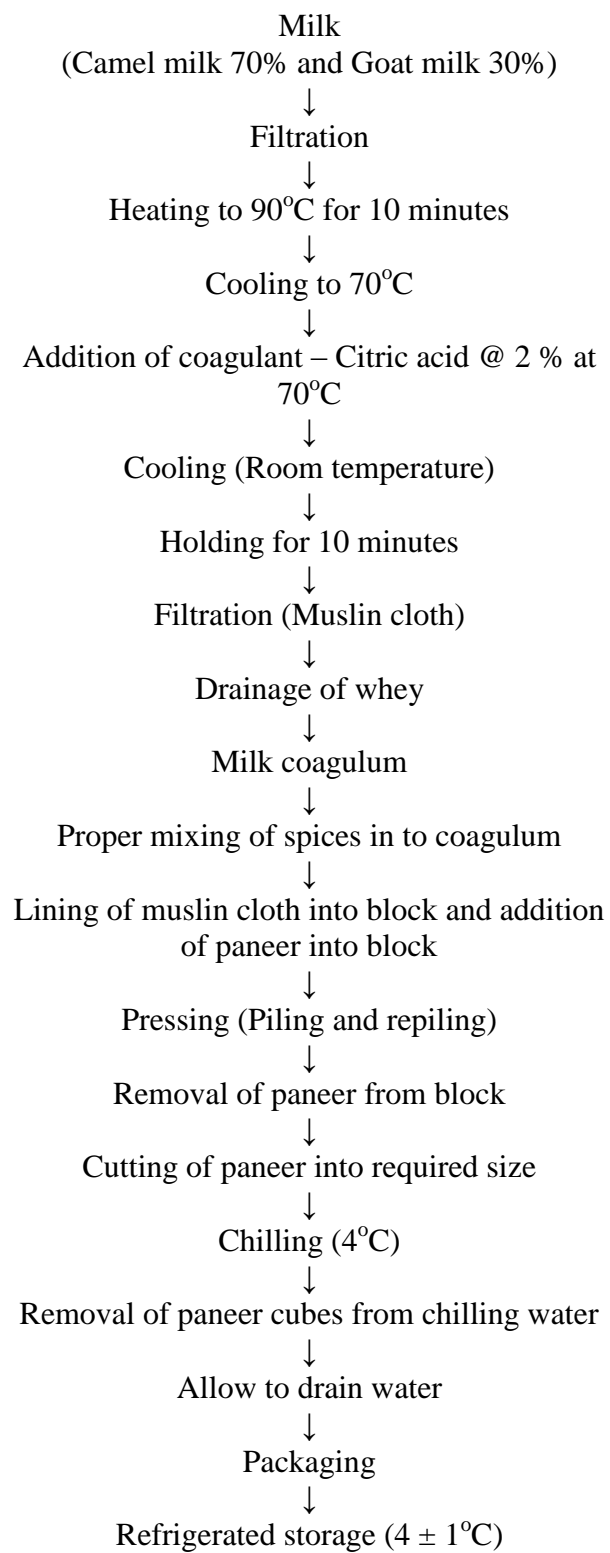 Milk
(Camel milk 70% and Goat milk 30%)
↓
Filtration
↓
Heating to 90°C for 10 minutes
↓
Cooling to 70°C
↓
Addition of coagulant – Citric acid @ 2 % at
70°C
↓
Cooling (Room temperature)
↓
Holding for 10 minutes
↓
Filtration (Muslin cloth)
↓
Drainage of whey
↓
Milk coagulum
↓
Proper mixing of spices in to coagulum
↓
Lining of muslin cloth into block and addition
of paneer into block
↓
Pressing (Piling and repiling)
↓
Removal of paneer from block
↓
Cutting of paneer into required size
↓
Chilling (4°C)
↓
Removal of paneer cubes from chilling water
↓
Allow to drain water
↓
Packaging
↓
Refrigerated storage (4 ± 1°C)